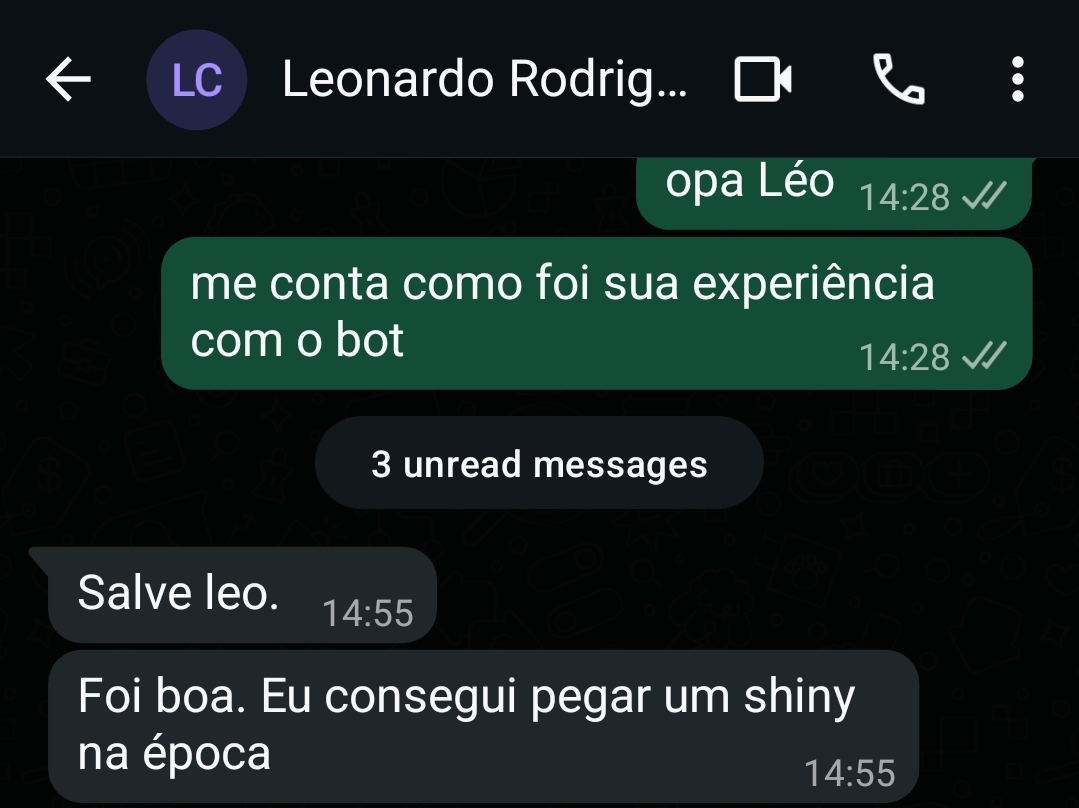 LC
Leonardo Rodrig...
opa Léo 14:28
me conta como foi sua experiência
com o bot
14:28
3 unread messages
Salve leo. 14:55
Foi boa. Eu consegui pegar um shiny
na época
14:55